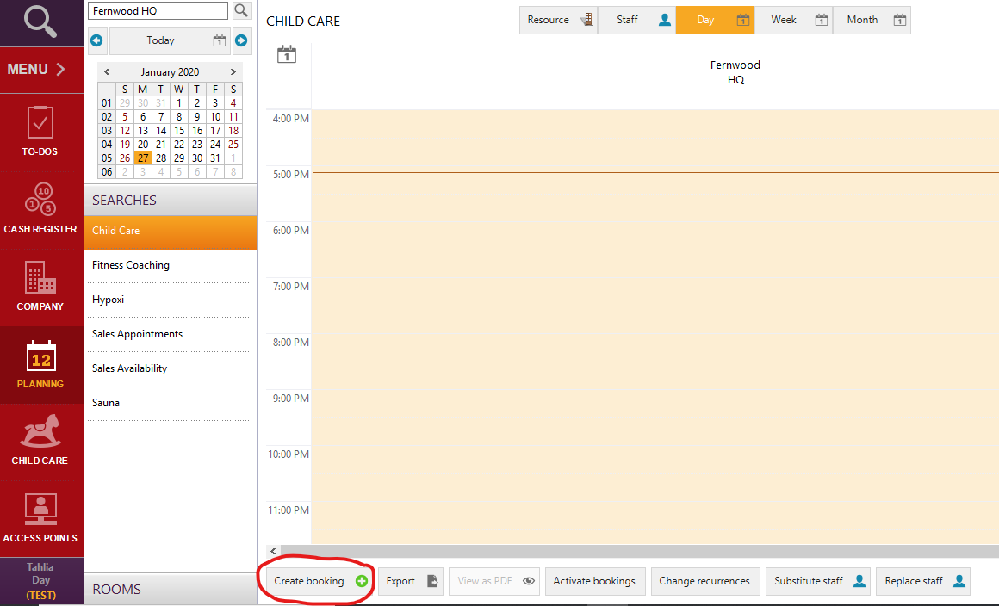 MENU
TO-DOS
10
1
5
CASH REGISTER
COMPANY
12
PLANNING
CHILD CARE
ACCESS POINTS
Tahlia
Day
(TEST)
Fernwood HQ
Today
1
January 2020
S M T W T F S
01 29 30 31 1 2 3 4
02 5 6 7 8 9 10 11
03 12 13 14 15 16 17 18
04 19 20 21 22 23 24 25
05 26 27 28 29 30 31 1
06 2 3 4 5 6 7 8
SEARCHES
Child Care
Fitness Coaching
Hypoxi
Sales Appointments
Sales Availability
Sauna
ROOMS
CHILD CARE
Resource Staff Day 1 Week 1 Month 1
1
Fernwood
HQ
4:00 PM
5:00 PM
6:00 PM
7:00 PM
8:00 PM
9:00 PM
10:00 PM
11:00 PM
Create booking Export View as PDF Activate bookings Change recurrences Substitute staff Replace staff